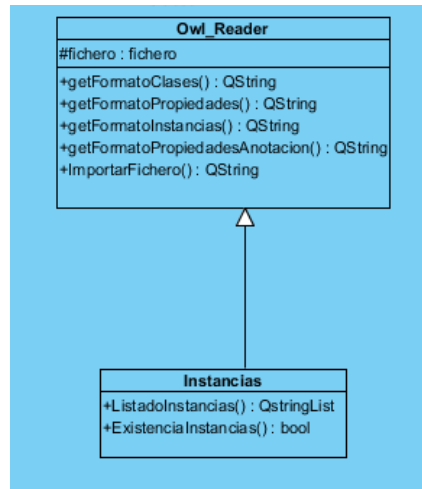 Owl_Reader
#fichero : fichero
+getFormatoClases() : QString
+getFormatoPropiedades() : QString
+getFormatoInstancias() : QString
+getFormatoPropiedadesAnotacion() : QString
+ImportarFichero() : QString
Instancias
+ListadoInstancias() : QstringList
+ExistenciaInstancias() : bool